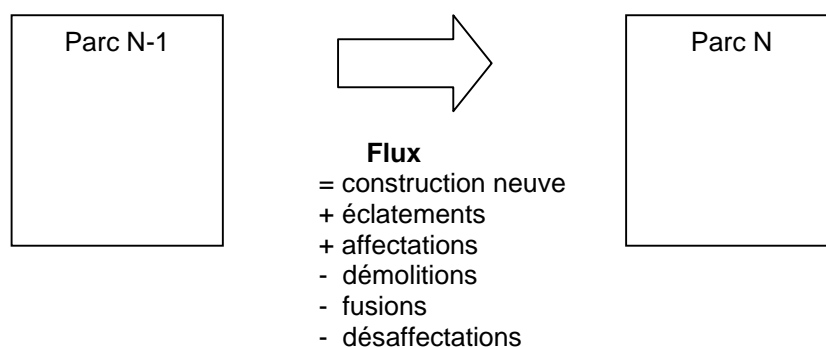 Parc N-1
Parc N
Flux
= construction neuve
+ éclatements
+ affectations
- démolitions
- fusions
- désaffectations